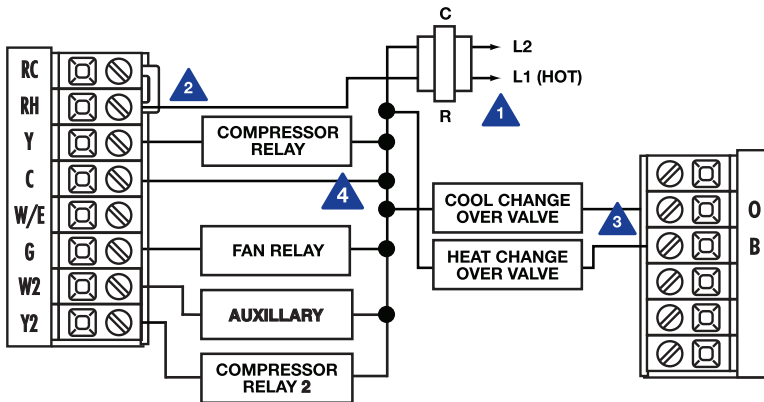 RC
RH
Y
C
W/E
G
W2
Y2
2
COMPRESSOR
RELAY
4
FAN RELAY
AUXILLARY
COMPRESSOR
RELAY 2
C
L2
L1 (HOT)
R
1
COOL CHANGE
OVER VALVE
HEAT CHANGE
OVER VALVE
3
O
B